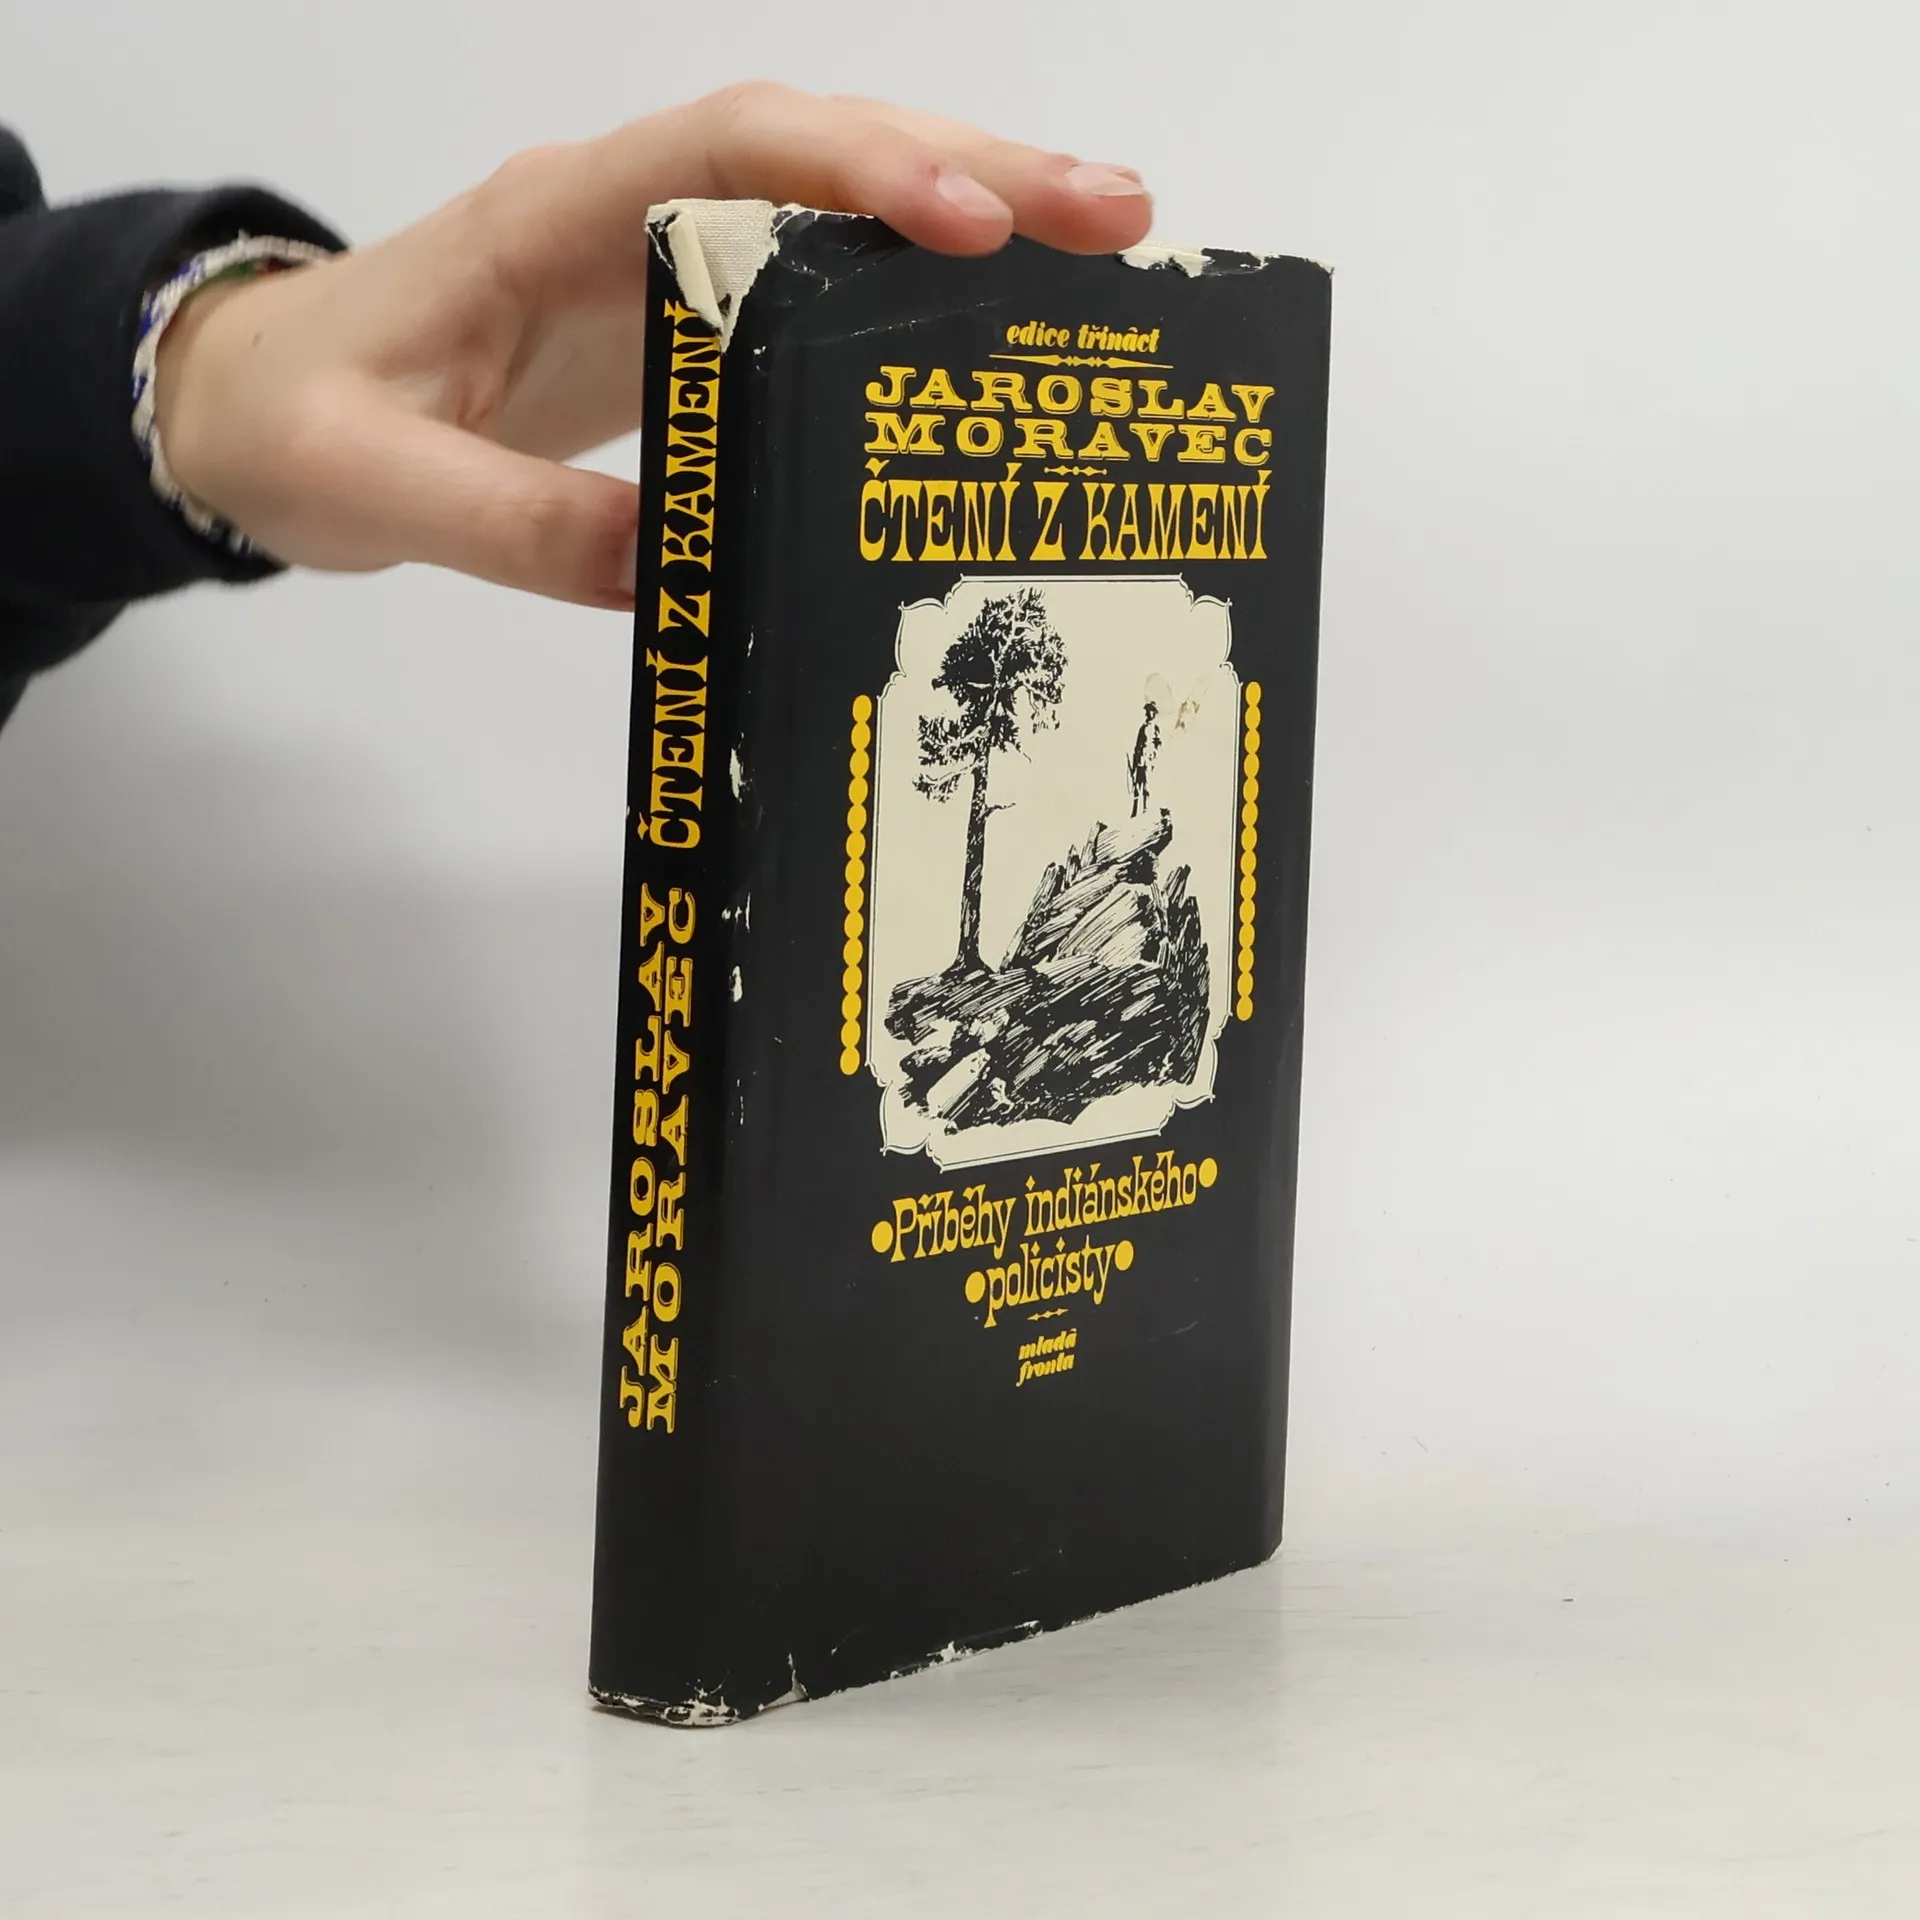 edice třináct
JAROSLAV
MORAVEC
ČTENÍ Z KAMENÍ
Příběhy indiánského
policisty
mladá
fronta
JAROSLAV
MORAVEC
ČTENÍ Z KAMENÍ